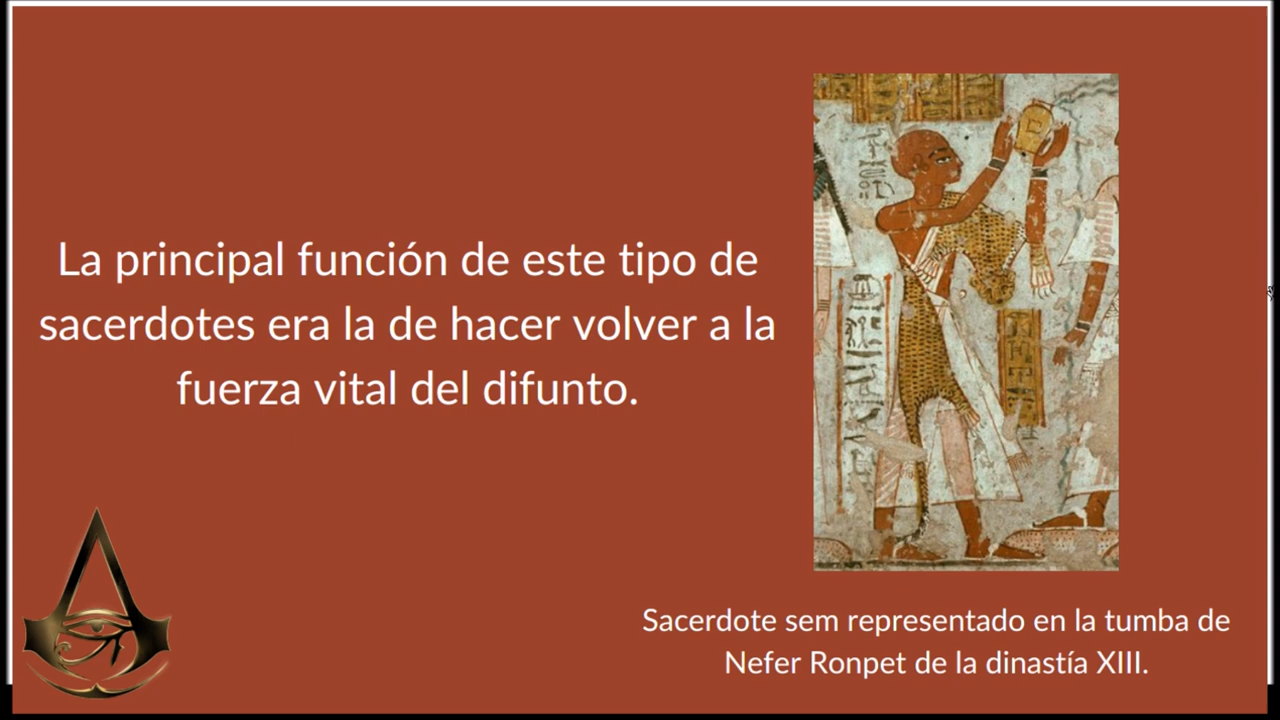 La principal función de este tipo de
sacerdotes era la de hacer volver a la
fuerza vital del difunto.
Sacerdote sem representado en la tumba de
Nefer Ronpet de la dinastía XIII.